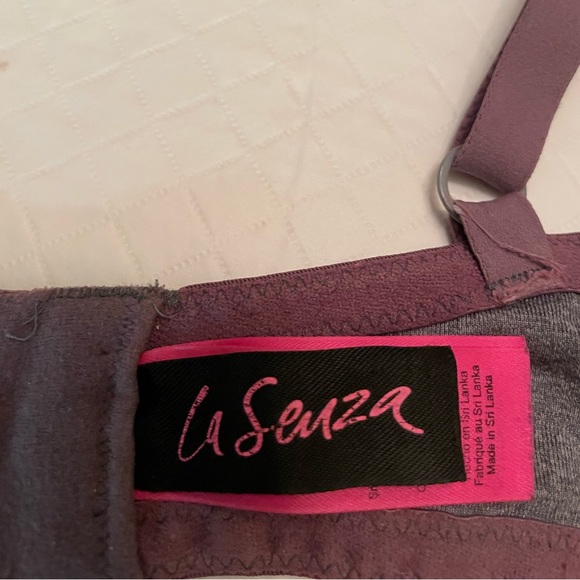 La Senza
Hecho en Sri Lanka
Fabriqué au Sri Lanka
Made in Sri Lanka